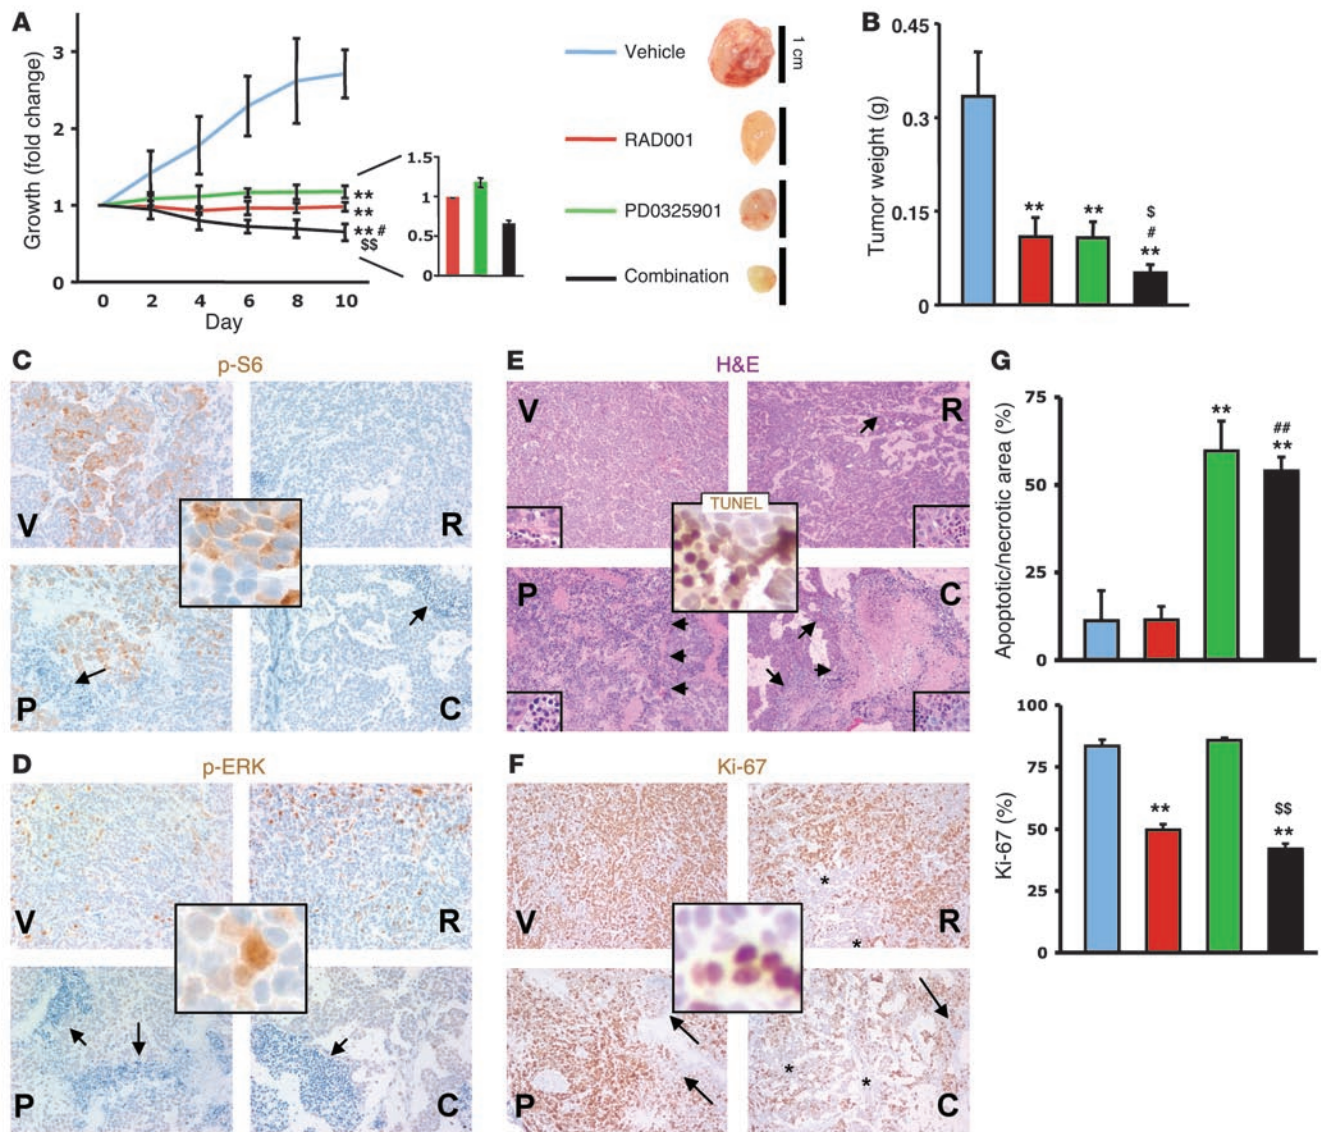 A
Growth (fold change)
3
2
1
0
0 2 4 6 8 10
Day
**
**
** #
$$
1.5
1
0.5
0
Vehicle
RAD001
PD0325901
Combination
1 cm
B
Tumor weight (g)
0.45
0.3
0.15
0
**
**
$
#
**
C
p-S6
V
R
P
C
E
H&E
V
R
TUNEL
P
C
G
Apoptotic/necrotic area (%)
75
50
25
0
**
##
**
D
p-ERK
V
R
P
C
F
Ki-67
V
R
*
*
P
C
*
*
Ki-67 (%)
100
75
50
25
0
**
$$
**